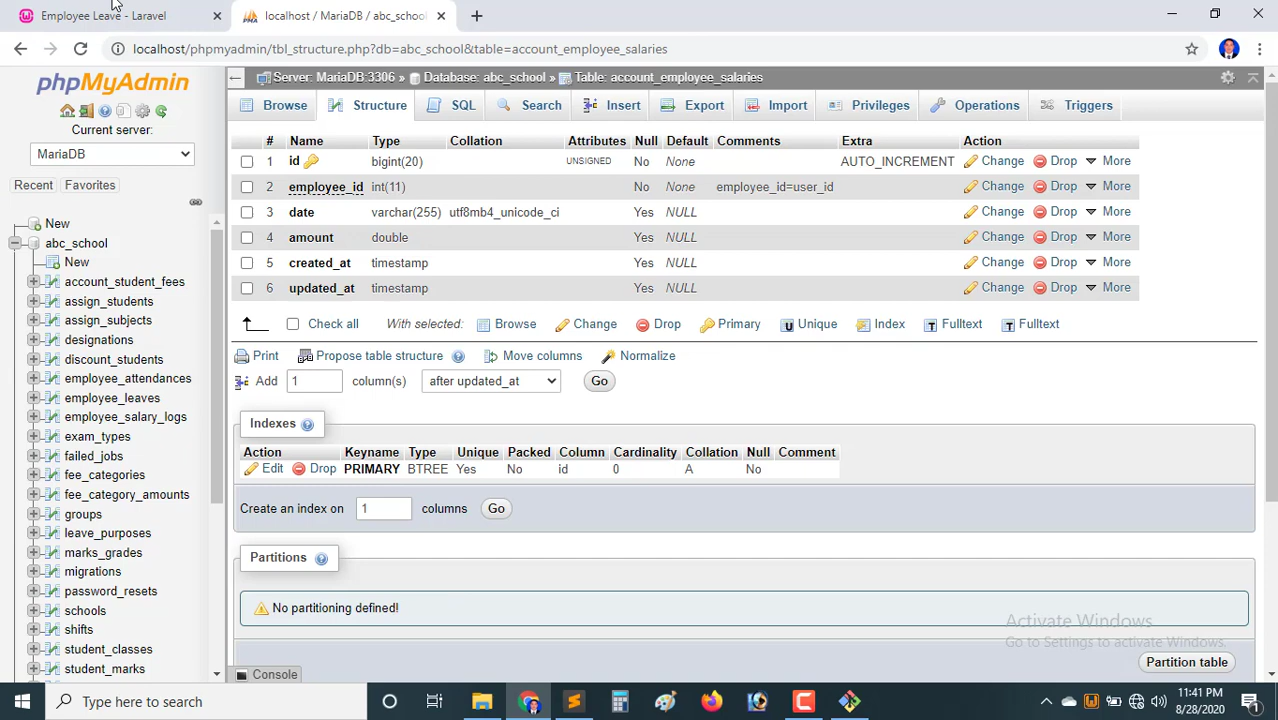 Employee Leave - Laravel
localhost / MariaDB / abc_school
localhost/phpmyadmin/tbl_structure.php?db=abc_school&table=account_employee_salaries
phpMyAdmin
Current server:
MariaDB
Recent Favorites
New
abc_school
New
account_student_fees
assign_students
assign_subjects
designations
discount_students
employee_attendances
employee_leaves
employee_salary_logs
exam_types
failed_jobs
fee_categories
fee_category_amounts
groups
leave_purposes
marks_grades
migrations
password_resets
schools
shifts
student_classes
student_marks
Server: MariaDB:3306 » Database: abc_school » Table: account_employee_salaries
Browse Structure SQL Search Insert Export Import Privileges Operations Triggers
# Name Type Collation Attributes Null Default Comments Extra Action
1 id bigint(20) UNSIGNED No None AUTO_INCREMENT Change Drop More
2 employee_id int(11) No None employee_id=user_id Change Drop More
3 date varchar(255) utf8mb4_unicode_ci Yes NULL Change Drop More
4 amount double Yes NULL Change Drop More
5 created_at timestamp Yes NULL Change Drop More
6 updated_at timestamp Yes NULL Change Drop More
Check all With selected: Browse Change Drop Primary Unique Index Fulltext Fulltext
Print Propose table structure Move columns Normalize
Add 1 column(s) after updated_at Go
Indexes
Action Keyname Type Unique Packed Column Cardinality Collation Null Comment
Edit Drop PRIMARY BTREE Yes No id 0 A No
Create an index on 1 columns Go
Partitions
No partitioning defined!
Partition table
Console
Activate Windows
Go to Settings to activate Windows.
Type here to search
11:41 PM
8/28/2020